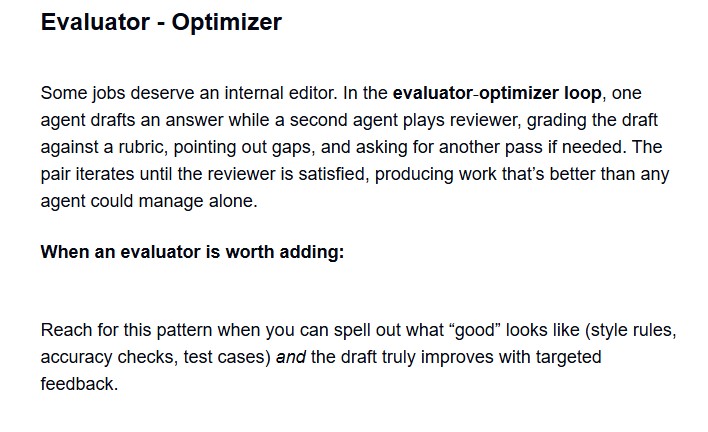 Evaluator - Optimizer
Some jobs deserve an internal editor. In the evaluator-optimizer loop, one
agent drafts an answer while a second agent plays reviewer, grading the draft
against a rubric, pointing out gaps, and asking for another pass if needed. The
pair iterates until the reviewer is satisfied, producing work that’s better than any
agent could manage alone.
When an evaluator is worth adding:
Reach for this pattern when you can spell out what “good” looks like (style rules,
accuracy checks, test cases) and the draft truly improves with targeted
feedback.